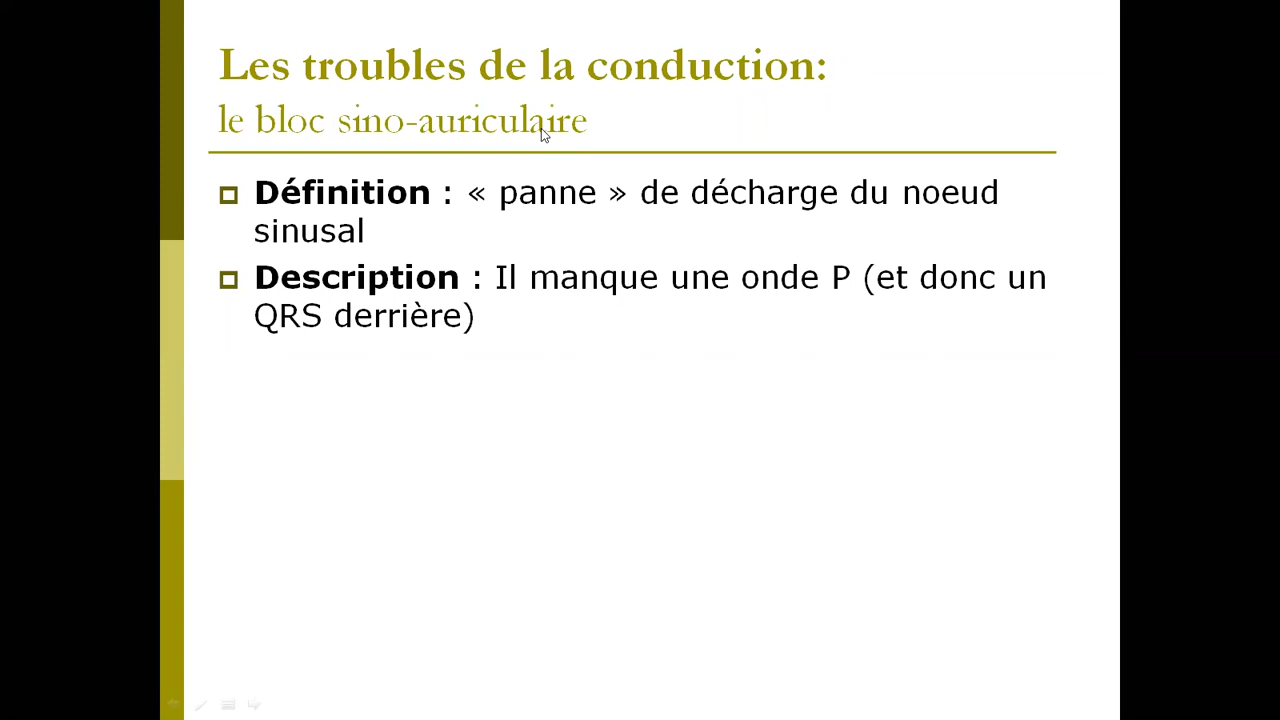 Les troubles de la conduction:
le bloc sino-auriculaire
Définition : « panne » de décharge du noeud
sinusal
Description : Il manque une onde P (et donc un
QRS derrière)